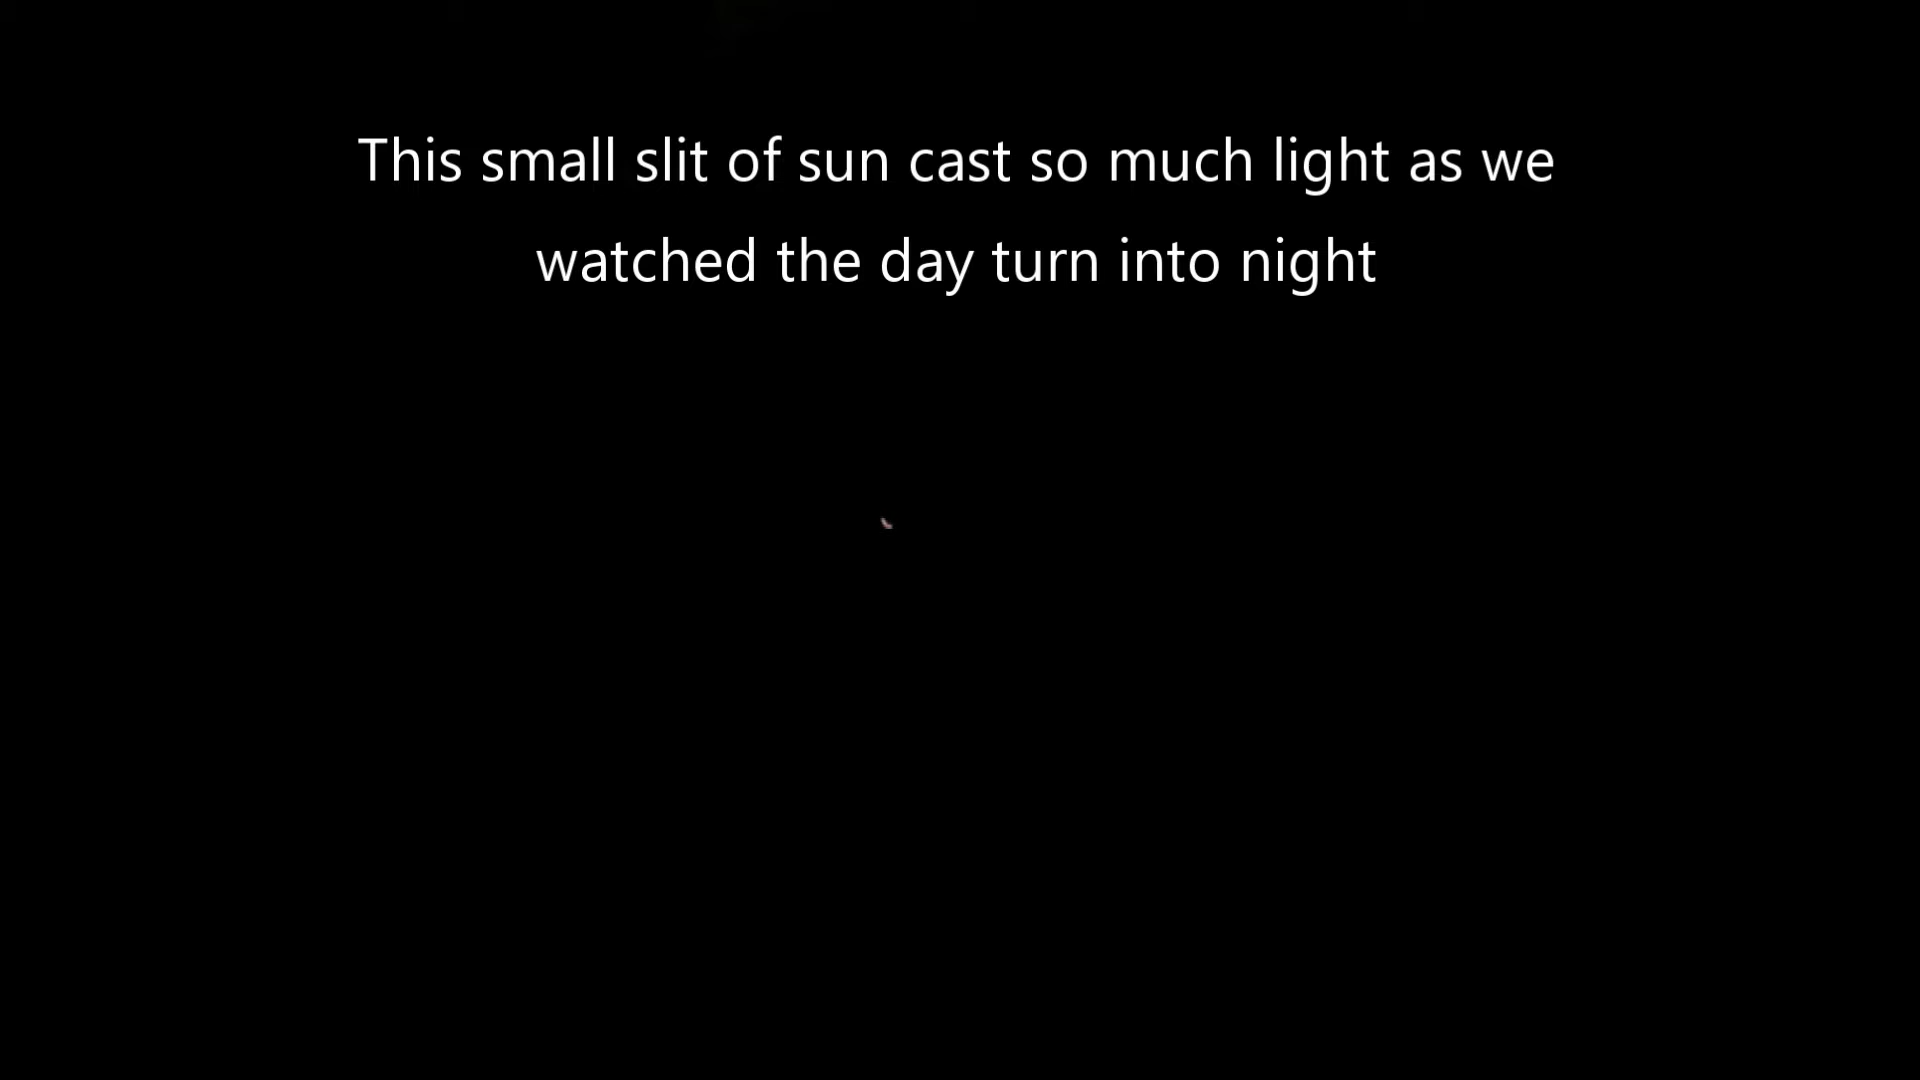 This small slit of sun cast so much light as we
watched the day turn into night